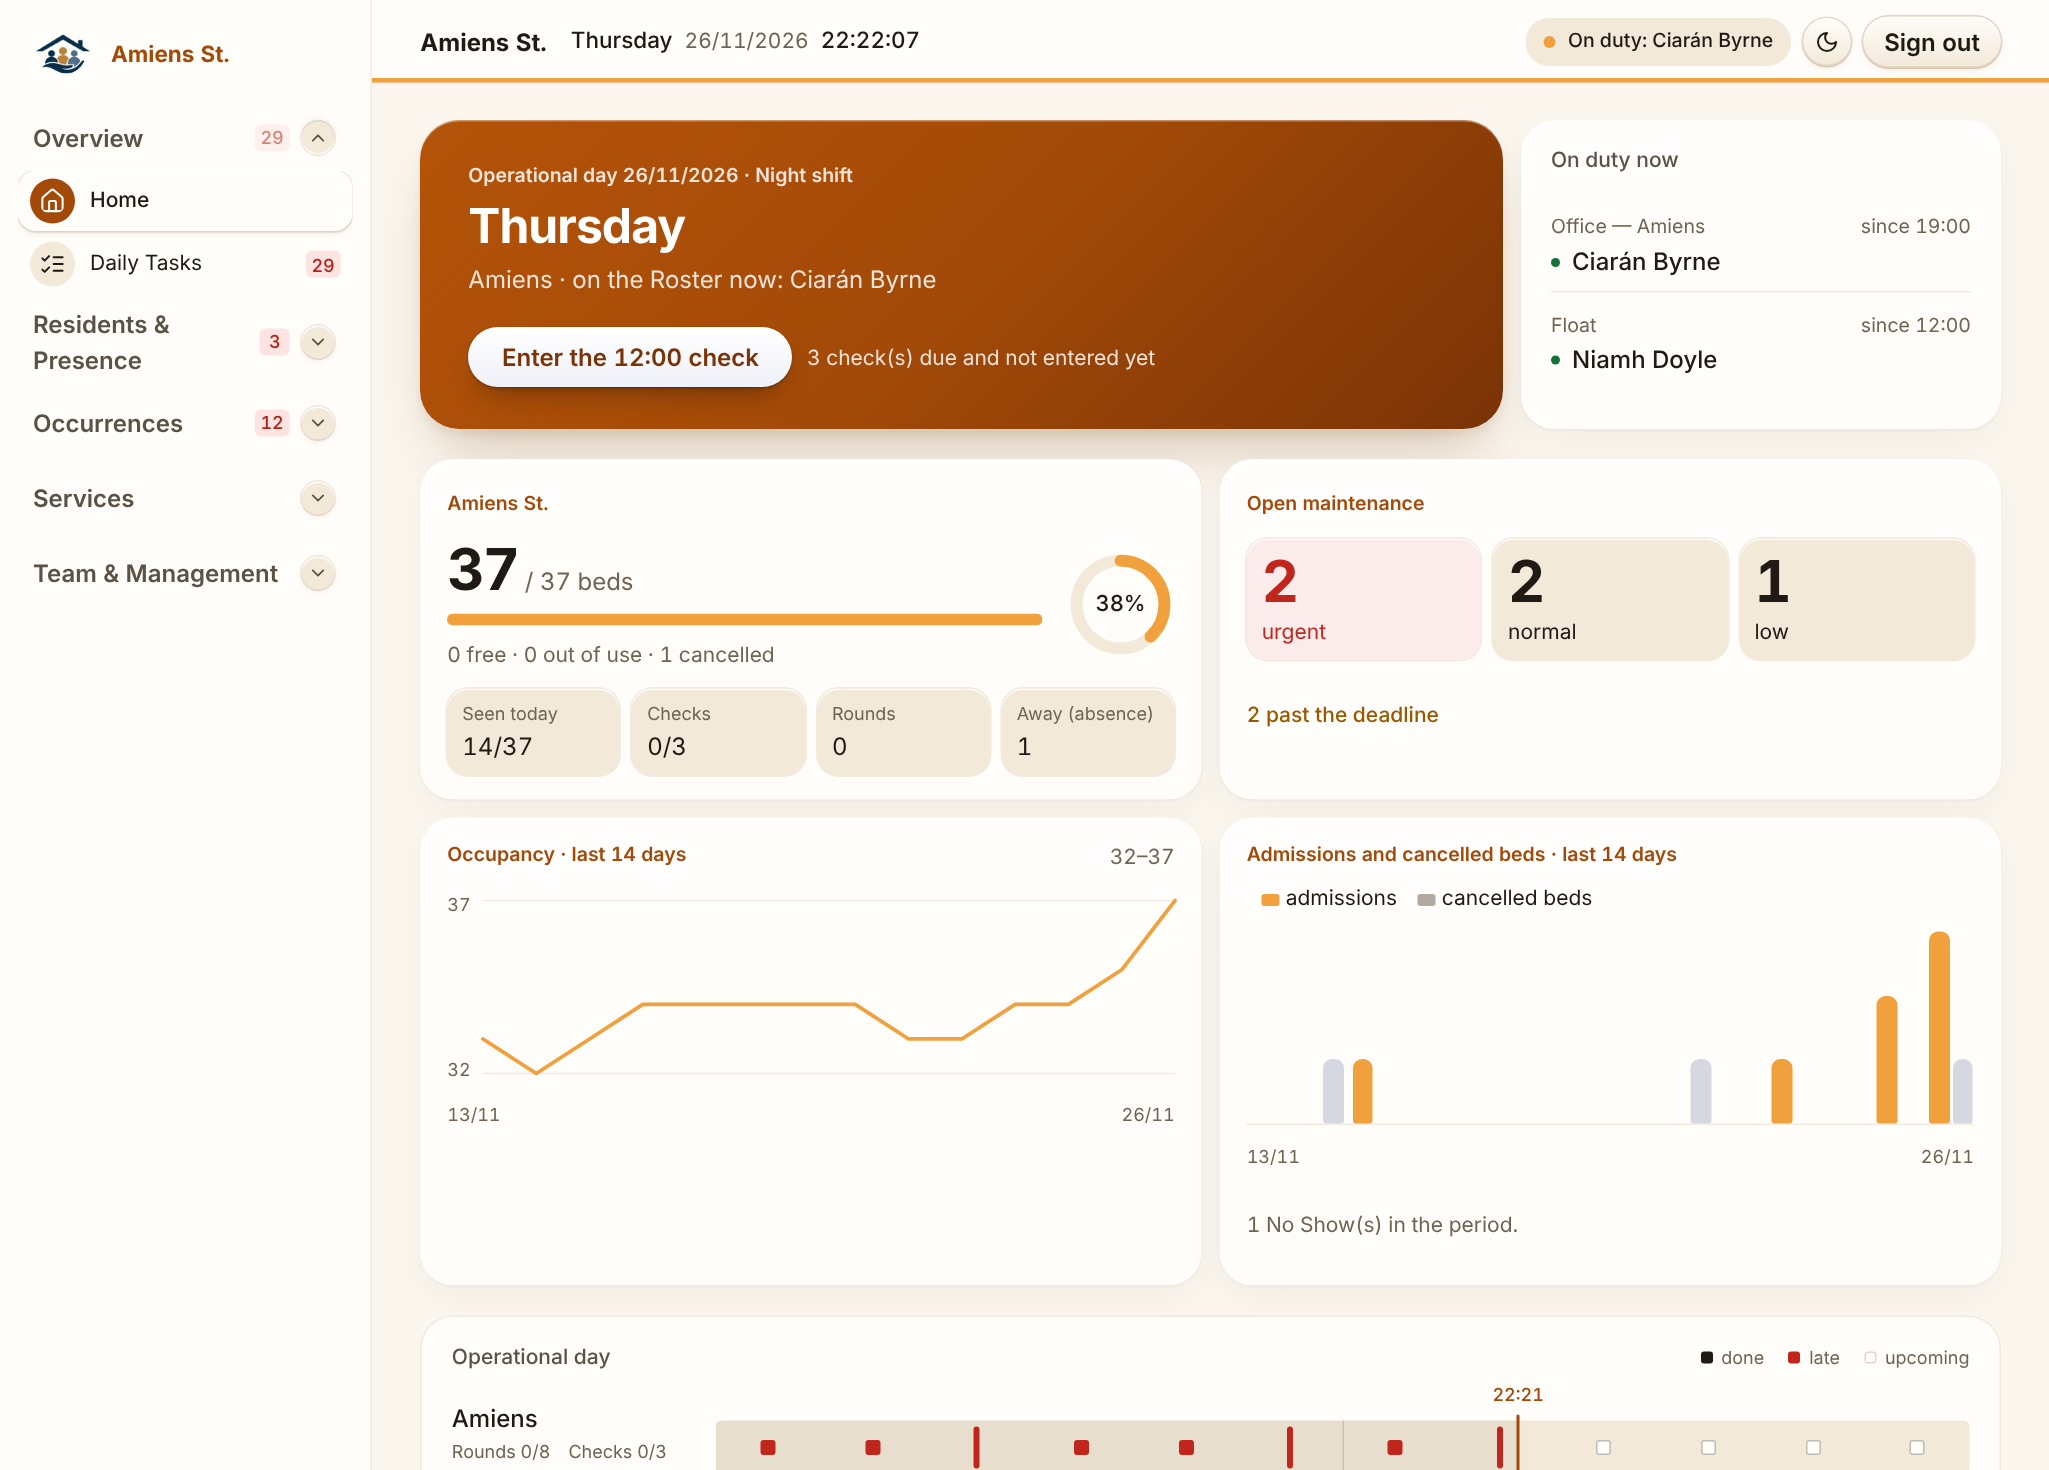 Amiens St.
Overview 29
Home
Daily Tasks 29
Residents & Presence 3
Occurrences 12
Services
Team & Management
Amiens St. Thursday 26/11/2026 22:22:07
On duty: Ciarán Byrne
Sign out
Operational day 26/11/2026 · Night shift
Thursday
Amiens · on the Roster now: Ciarán Byrne
Enter the 12:00 check 3 check(s) due and not entered yet
On duty now
Office — Amiens since 19:00
Ciarán Byrne
Float since 12:00
Niamh Doyle
Amiens St.
37 / 37 beds
38%
0 free · 0 out of use · 1 cancelled
Seen today
14/37
Checks
0/3
Rounds
0
Away (absence)
1
Open maintenance
2
urgent
2
normal
1
low
2 past the deadline
Occupancy · last 14 days 32–37
37
32
13/11 26/11
Admissions and cancelled beds · last 14 days
admissions cancelled beds
13/11 26/11
1 No Show(s) in the period.
Operational day
done late upcoming
22:21
Amiens
Rounds 0/8 Checks 0/3